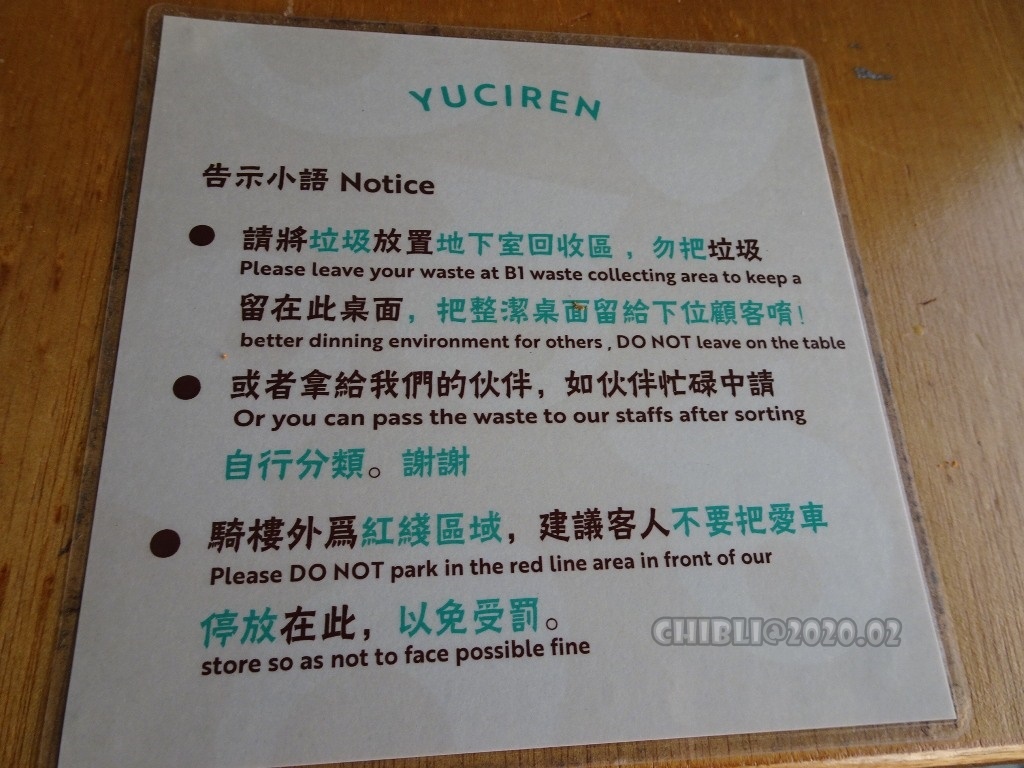 YUCIREN
告示小語 Notice
● 請將垃圾放置地下室回收區，勿把垃圾
Please leave your waste at B1 waste collecting area to keep a
留在此桌面，把整潔桌面留給下位顧客唷！
better dinning environment for others , DO NOT leave on the table
● 或者拿給我們的伙伴，如伙伴忙碌中請
Or you can pass the waste to our staffs after sorting
自行分類。謝謝
● 騎樓外爲紅綫區域，建議客人不要把愛車
Please DO NOT park in the red line area in front of our
停放在此，以免受罰。
store so as not to face possible fine
CHIBLI@2020.02